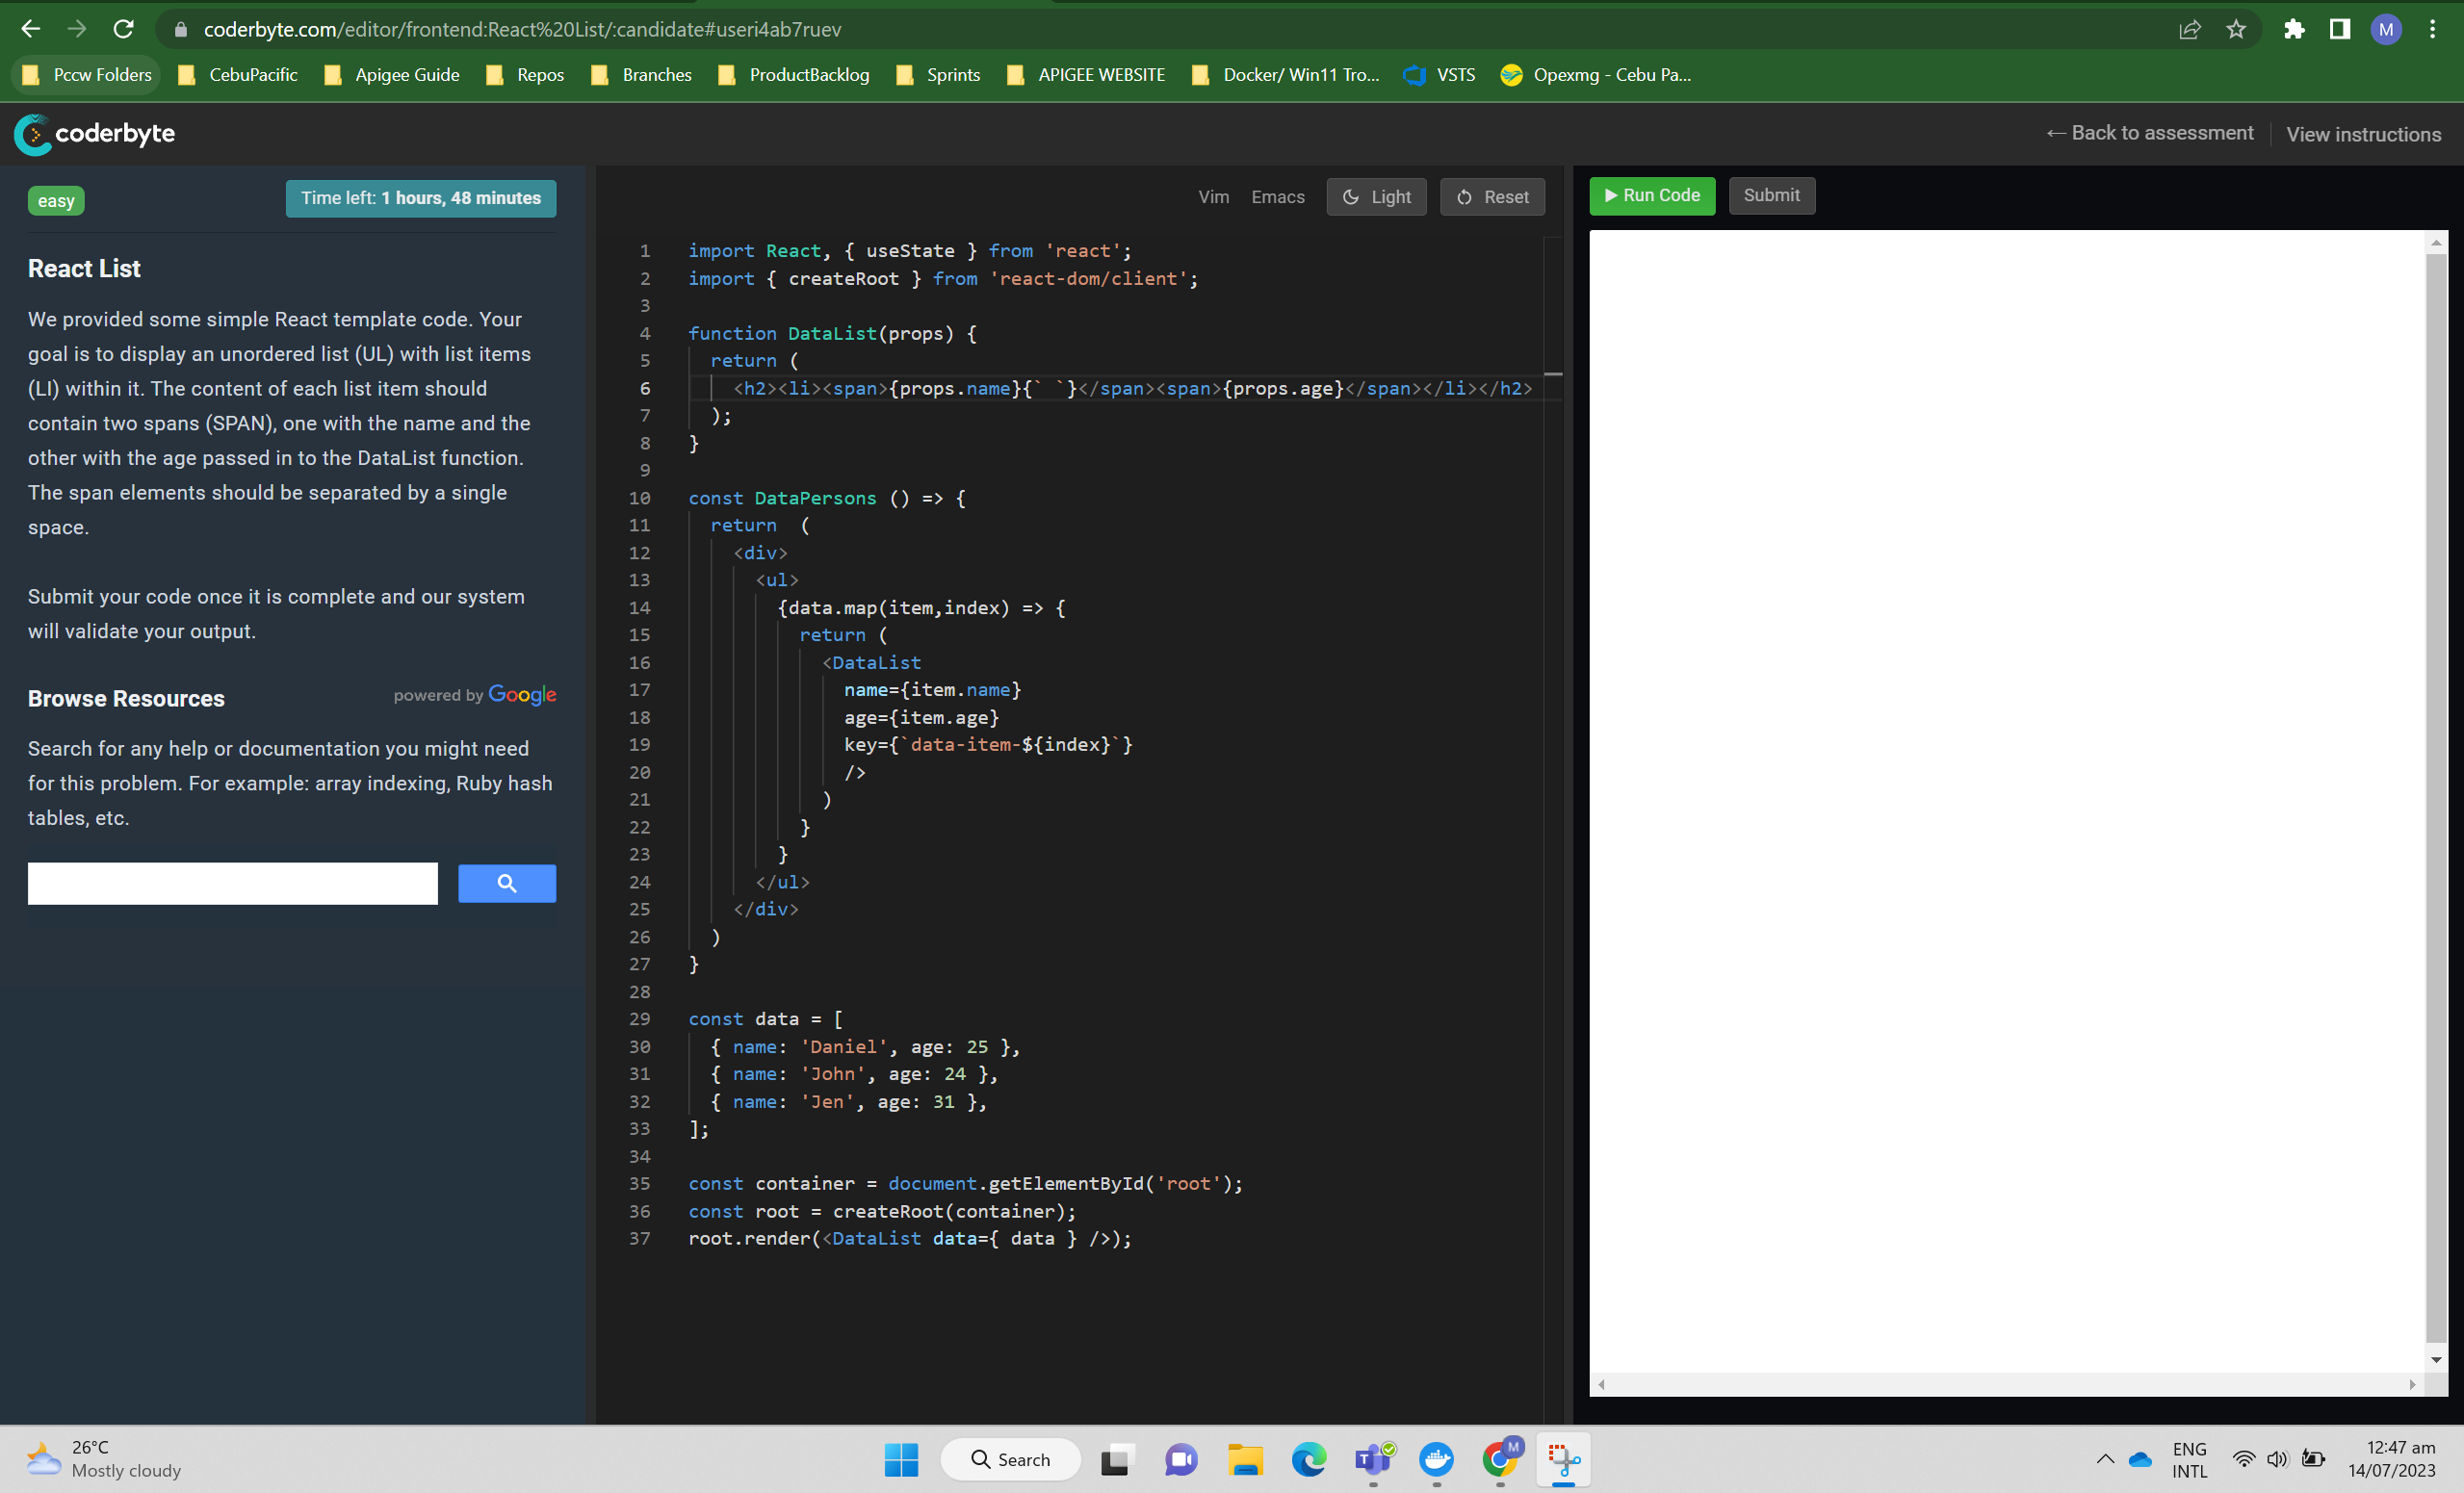 coderbyte.com/editor/frontend:React%20List/:candidate#useri4ab7ruev
M
Pccw Folders CebuPacific Apigee Guide Repos Branches ProductBacklog Sprints APIGEE WEBSITE Docker/ Win11 Tro... VSTS Opexmg - Cebu Pa...
coderbyte
← Back to assessment View instructions
easy
Time left: 1 hours, 48 minutes
React List
We provided some simple React template code. Your
goal is to display an unordered list (UL) with list items
(LI) within it. The content of each list item should
contain two spans (SPAN), one with the name and the
other with the age passed in to the DataList function.
The span elements should be separated by a single
space.
Submit your code once it is complete and our system
will validate your output.
Browse Resources
powered by Google
Search for any help or documentation you might need
for this problem. For example: array indexing, Ruby hash
tables, etc.
Vim Emacs Light Reset
1 import React, { useState } from 'react';
2 import { createRoot } from 'react-dom/client';
3
4 function DataList(props) {
5 return (
6 <h2><li><span>{props.name}{` `}</span><span>{props.age}</span></li></h2>
7 );
8 }
9
10 const DataPersons () => {
11 return  (
12 <div>
13 <ul>
14 {data.map(item,index) => {
15 return (
16 <DataList
17 name={item.name}
18 age={item.age}
19 key={`data-item-${index}`}
20 />
21 )
22 }
23 }
24 </ul>
25 </div>
26 )
27 }
28
29 const data = [
30 { name: 'Daniel', age: 25 },
31 { name: 'John', age: 24 },
32 { name: 'Jen', age: 31 },
33 ];
34
35 const container = document.getElementById('root');
36 const root = createRoot(container);
37 root.render(<DataList data={ data } />);
Run Code Submit
26°C
Mostly cloudy
Search
T
M
ENG
INTL
12:47 am
14/07/2023